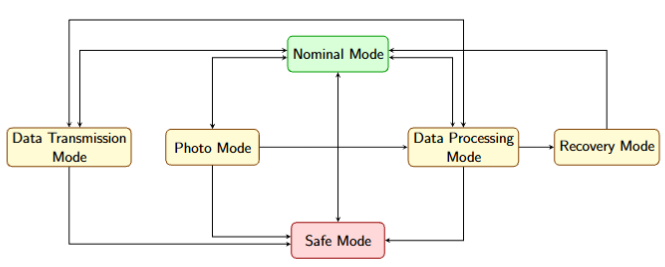 Nominal Mode
Data Transmission
Mode
Photo Mode
Data Processing
Mode
Recovery Mode
Safe Mode